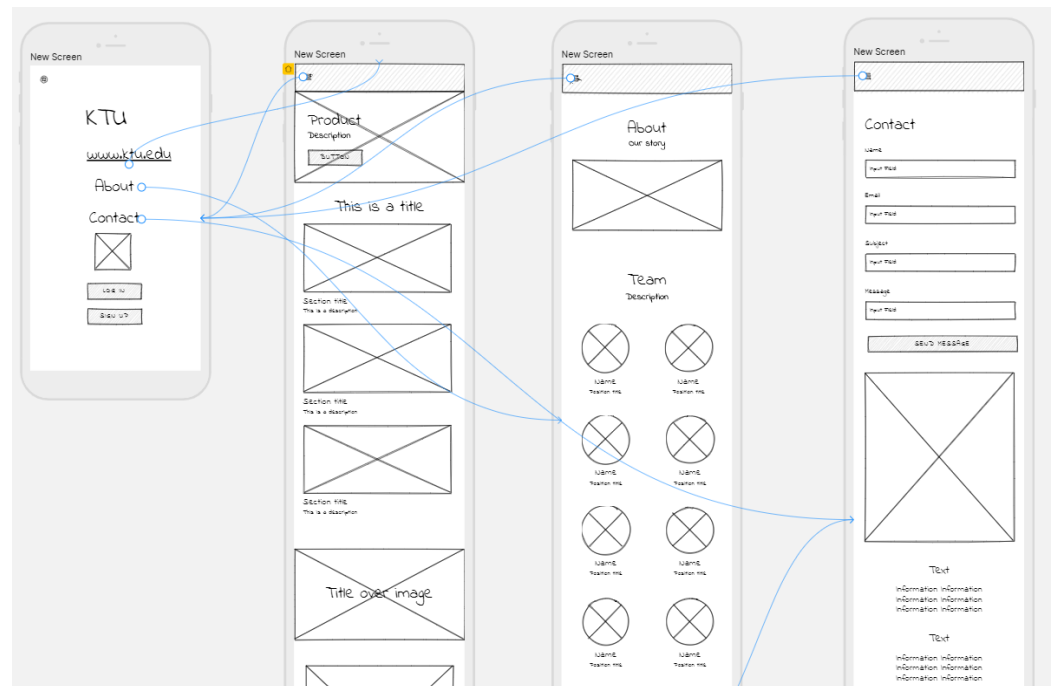 New Screen
KTU
www.ktu.edu
About
Contact
LOG IN
SIGN UP
New Screen
Product
Description
BUTTON
This is a title
Section title
This is a description
Section title
This is a description
Section title
This is a description
Title over image
New Screen
About
Our story
Team
Description
Name
Position title
Name
Position title
Name
Position title
Name
Position title
Name
Position title
Name
Position title
Name
Position title
Name
Position title
New Screen
Contact
Name
Input field
Email
Input field
Subject
Input field
Message
Input field
SEND MESSAGE
Text
Information Information
Information Information
Information Information
Text
Information Information
Information Information
Information Information